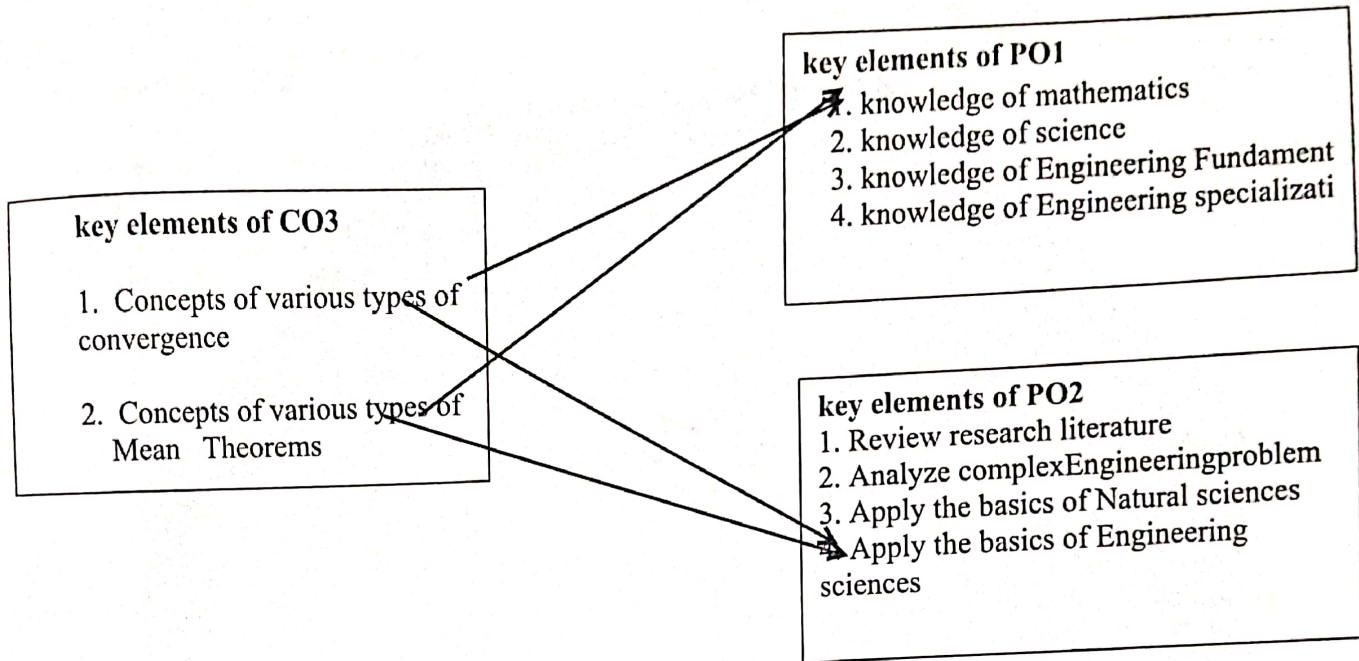 key elements of PO1
1. knowledge of mathematics
2. knowledge of science
3. knowledge of Engineering Fundament
4. knowledge of Engineering specializati
key elements of CO3
1. Concepts of various types of
convergence
2. Concepts of various types of
Mean Theorems
key elements of PO2
1. Review research literature
2. Analyze complexEngineeringproblem
3. Apply the basics of Natural sciences
4. Apply the basics of Engineering
sciences